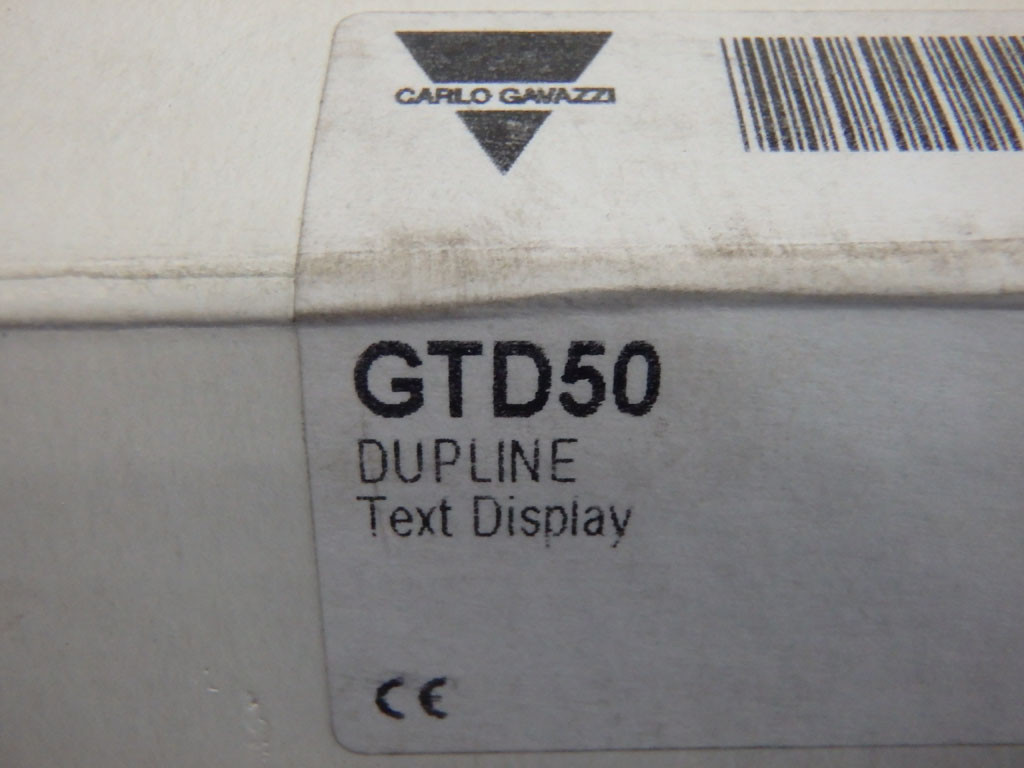 CARLO GAVAZZI
GTD50
DUPLINE
Text Display
CE